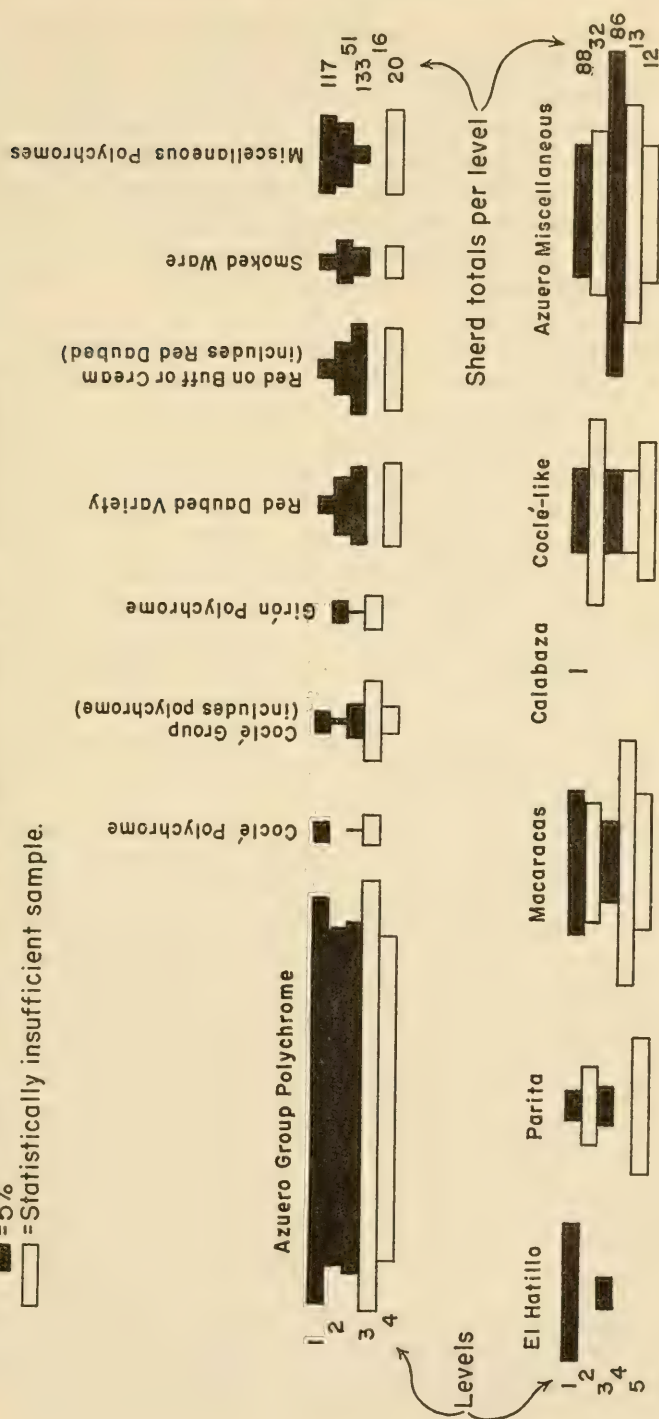 =5%
=Statistically insufficient sample.
Azuero Group Polychrome
Coclé Polychrome
Coclé Group
(includes polychrome)
Girón Polychrome
Red Daubed Variety
Red on Buff or Cream
(includes Red Daubed)
Smoked Ware
Miscellaneous Polychromes
1
2
3
4
117
51
133
16
20
Levels
Sherd totals per level
El Hatillo
Parita
Macaracas
Calabaza
Coclé-like
Azuero Miscellaneous
1
2
3
4
5
88
32
86
13
12